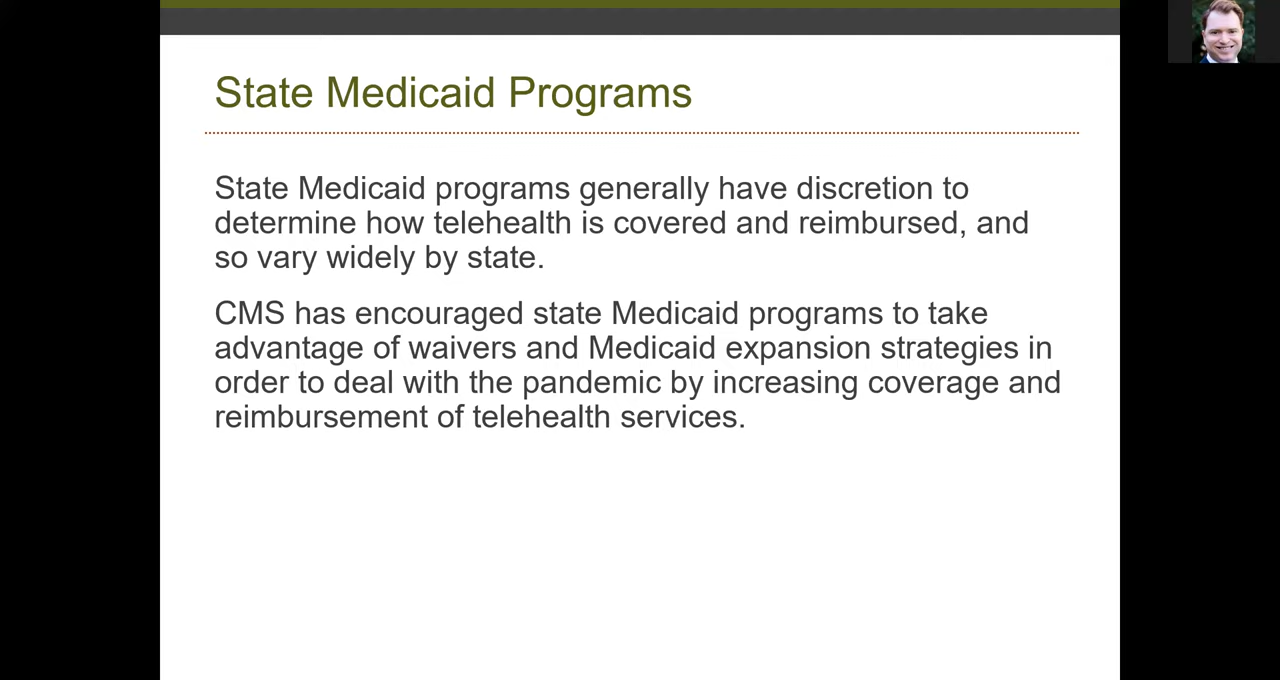 State Medicaid Programs
State Medicaid programs generally have discretion to
determine how telehealth is covered and reimbursed, and
so vary widely by state.
CMS has encouraged state Medicaid programs to take
advantage of waivers and Medicaid expansion strategies in
order to deal with the pandemic by increasing coverage and
reimbursement of telehealth services.